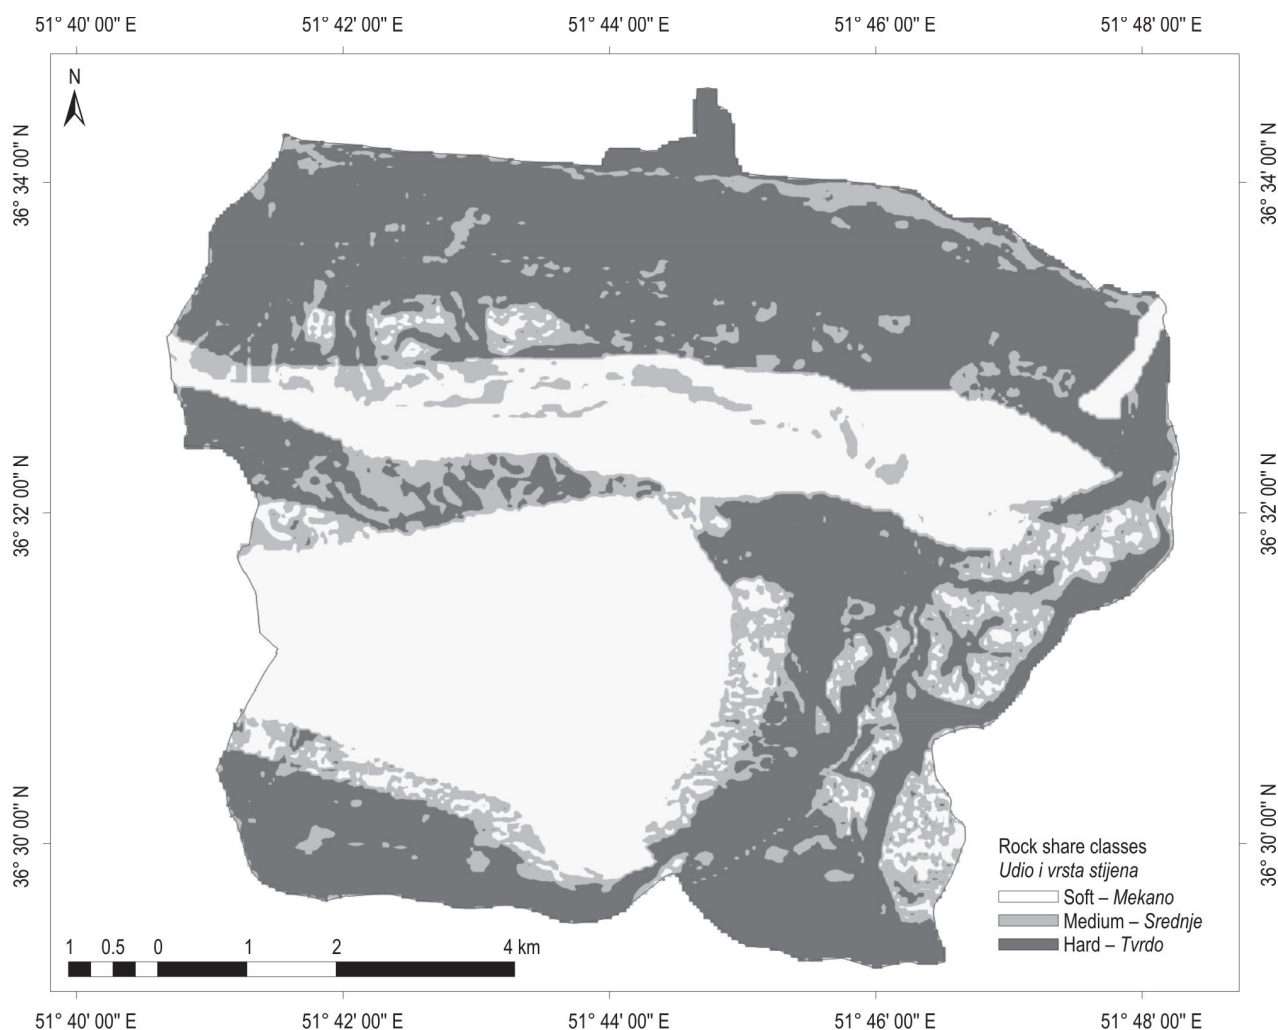 51° 40' 00" E 51° 42' 00" E 51° 44' 00" E 51° 46' 00" E 51° 48' 00" E
N
36° 34' 00" N 36° 34' 00" N
36° 32' 00" N 36° 32' 00" N
36° 30' 00" N 36° 30' 00" N
Rock share classes
Udio i vrsta stijena
Soft – Mekano
Medium – Srednje
Hard – Tvrdo
1 0.5 0 1 2 4 km
51° 40' 00" E 51° 42' 00" E 51° 44' 00" E 51° 46' 00" E 51° 48' 00" E